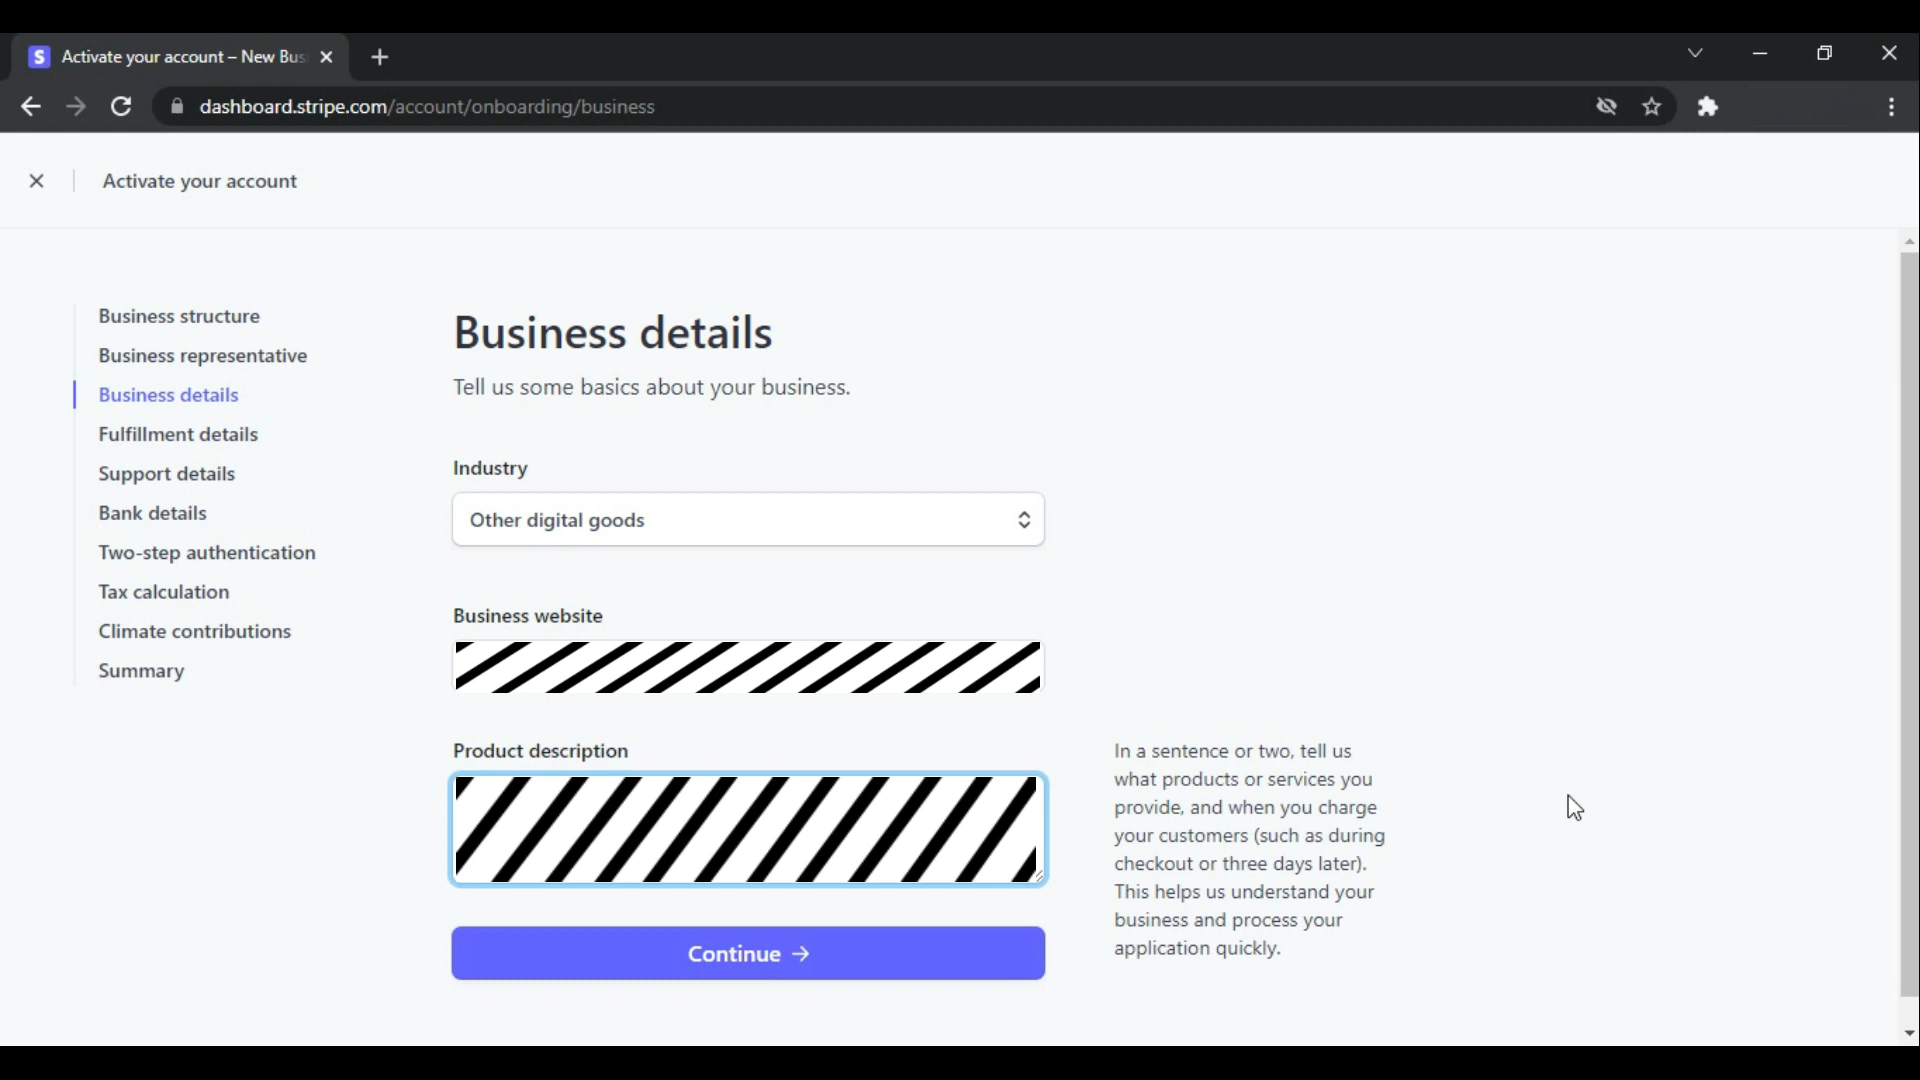 S Activate your account – New Bus
dashboard.stripe.com/account/onboarding/business
Activate your account
Business structure
Business representative
Business details
Fulfillment details
Support details
Bank details
Two-step authentication
Tax calculation
Climate contributions
Summary
Business details
Tell us some basics about your business.
Industry
Other digital goods
Business website
Product description
In a sentence or two, tell us
what products or services you
provide, and when you charge
your customers (such as during
checkout or three days later).
This helps us understand your
business and process your
application quickly.
Continue →